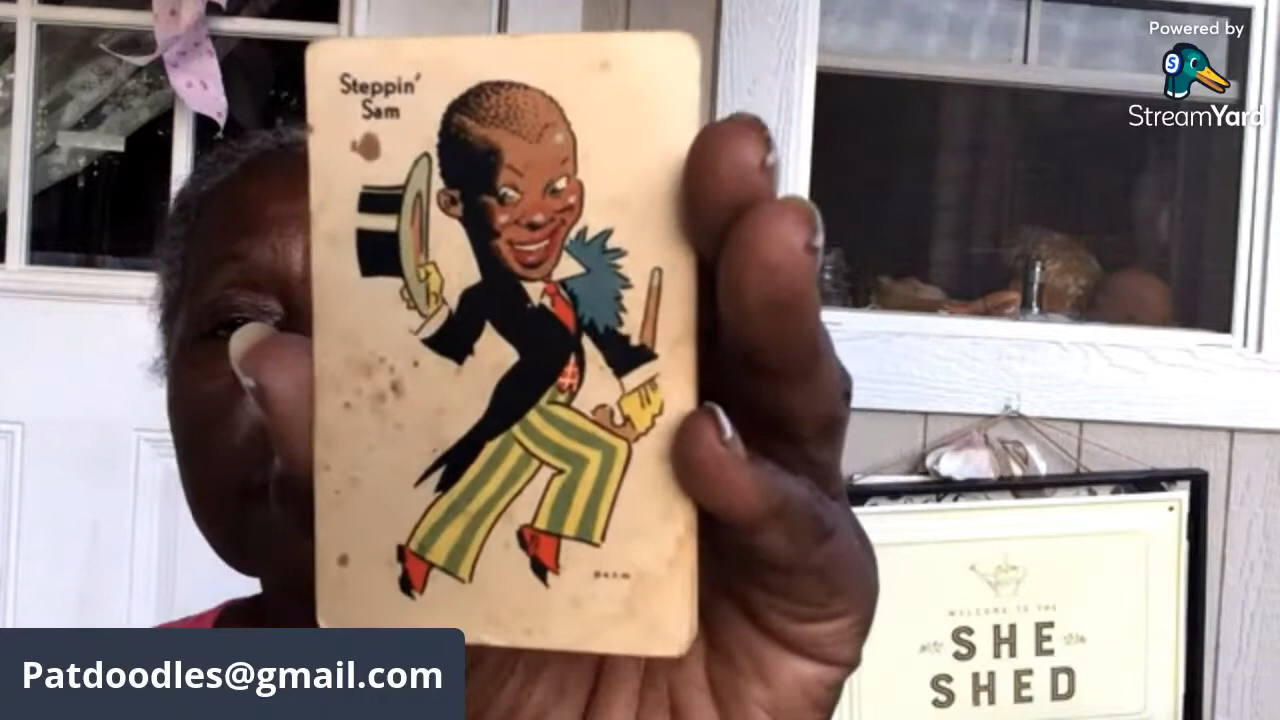 Steppin'
Sam
Powered by
S
StreamYard
WELCOME TO THE
SHE
SHED
Patdoodles@gmail.com